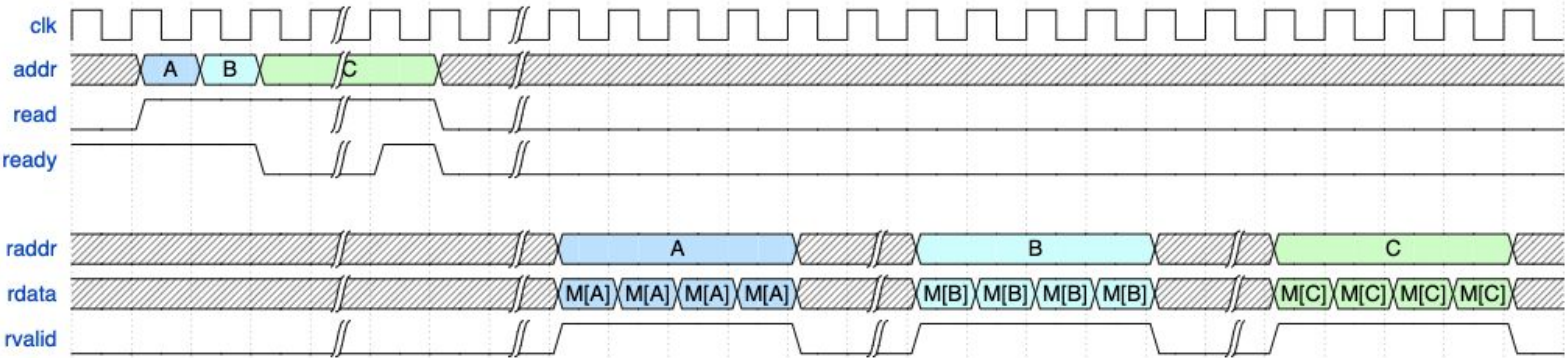 clk
addr A B C
read
ready
raddr A B C
rdata M[A] M[A] M[A] M[A] M[B] M[B] M[B] M[B] M[C] M[C] M[C] M[C]
rvalid